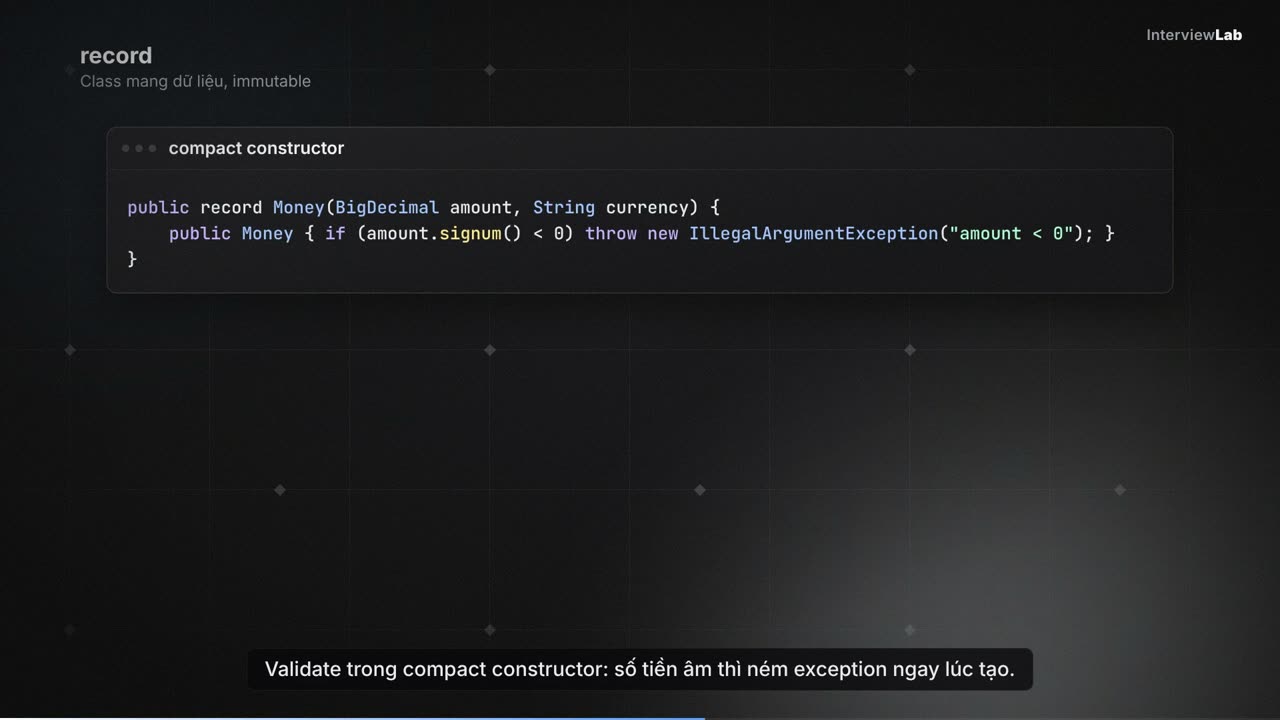 InterviewLab
record
Class mang dữ liệu, immutable
compact constructor
public record Money(BigDecimal amount, String currency) {
    public Money { if (amount.signum() < 0) throw new IllegalArgumentException("amount < 0"); }
}
Validate trong compact constructor: số tiền âm thì ném exception ngay lúc tạo.